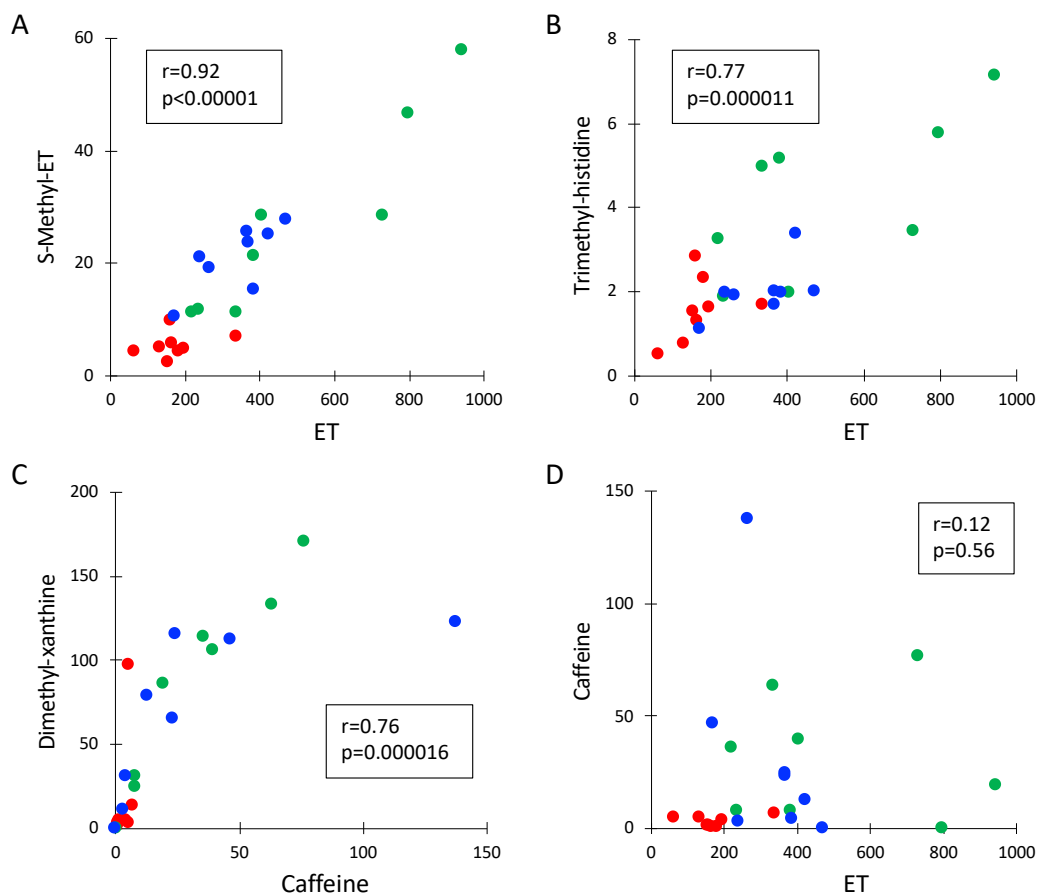 A
60
40
20
0
S-Methyl-ET
r=0.92
p<0.00001
0 200 400 600 800 1000
ET
B
8
6
4
2
0
Trimethyl-histidine
r=0.77
p=0.000011
0 200 400 600 800 1000
ET
C
200
150
100
50
0
Dimethyl-xanthine
r=0.76
p=0.000016
0 50 100 150
Caffeine
D
150
100
50
0
Caffeine
r=0.12
p=0.56
0 200 400 600 800 1000
ET